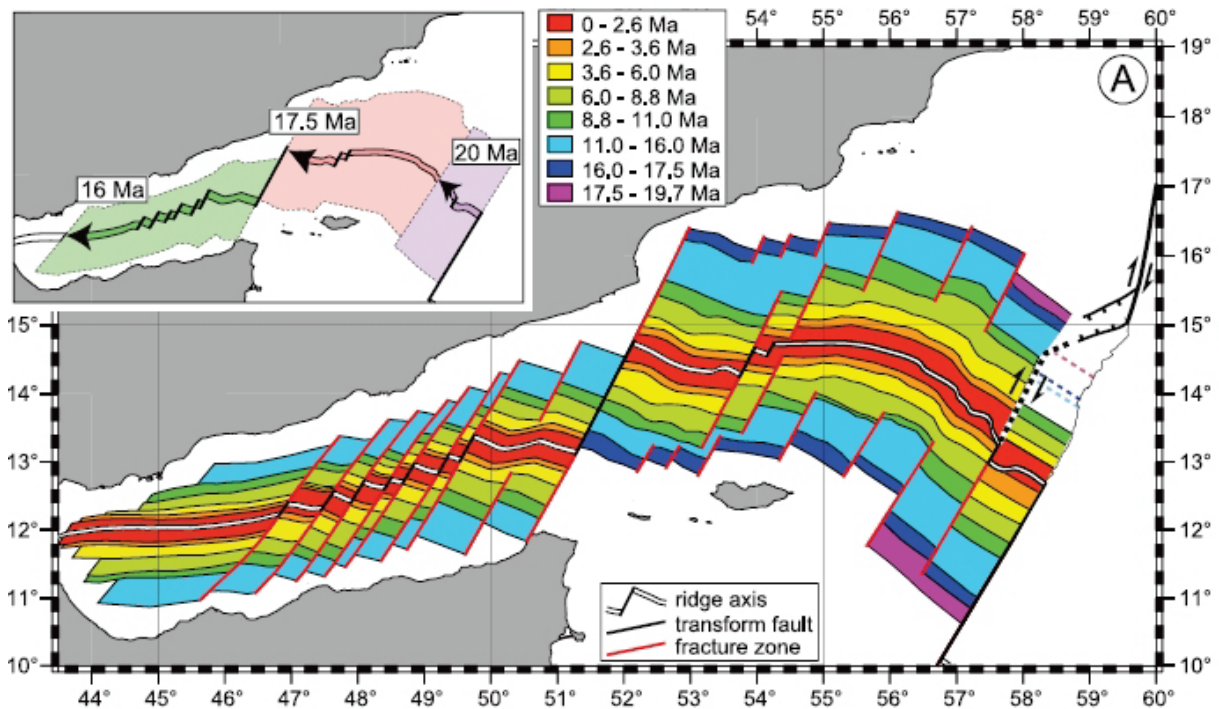 54° 55° 56° 57° 58° 59° 60°
0 - 2.6 Ma
2.6 - 3.6 Ma
3.6 - 6.0 Ma
6.0 - 8.8 Ma
8.8 - 11.0 Ma
11.0 - 16.0 Ma
16.0 - 17.5 Ma
17.5 - 19.7 Ma
A
17.5 Ma
20 Ma
16 Ma
19°
18°
17°
16°
15° 15°
14° 14°
13° 13°
12° 12°
11° 11°
10° 10°
ridge axis
transform fault
fracture zone
44° 45° 46° 47° 48° 49° 50° 51° 52° 53° 54° 55° 56° 57° 58° 59° 60°